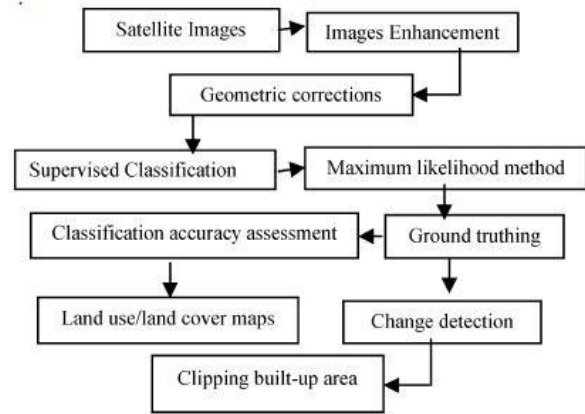 Satellite Images
Images Enhancement
Geometric corrections
Supervised Classification
Maximum likelihood method
Classification accuracy assessment
Ground truthing
Land use/land cover maps
Change detection
Clipping built-up area